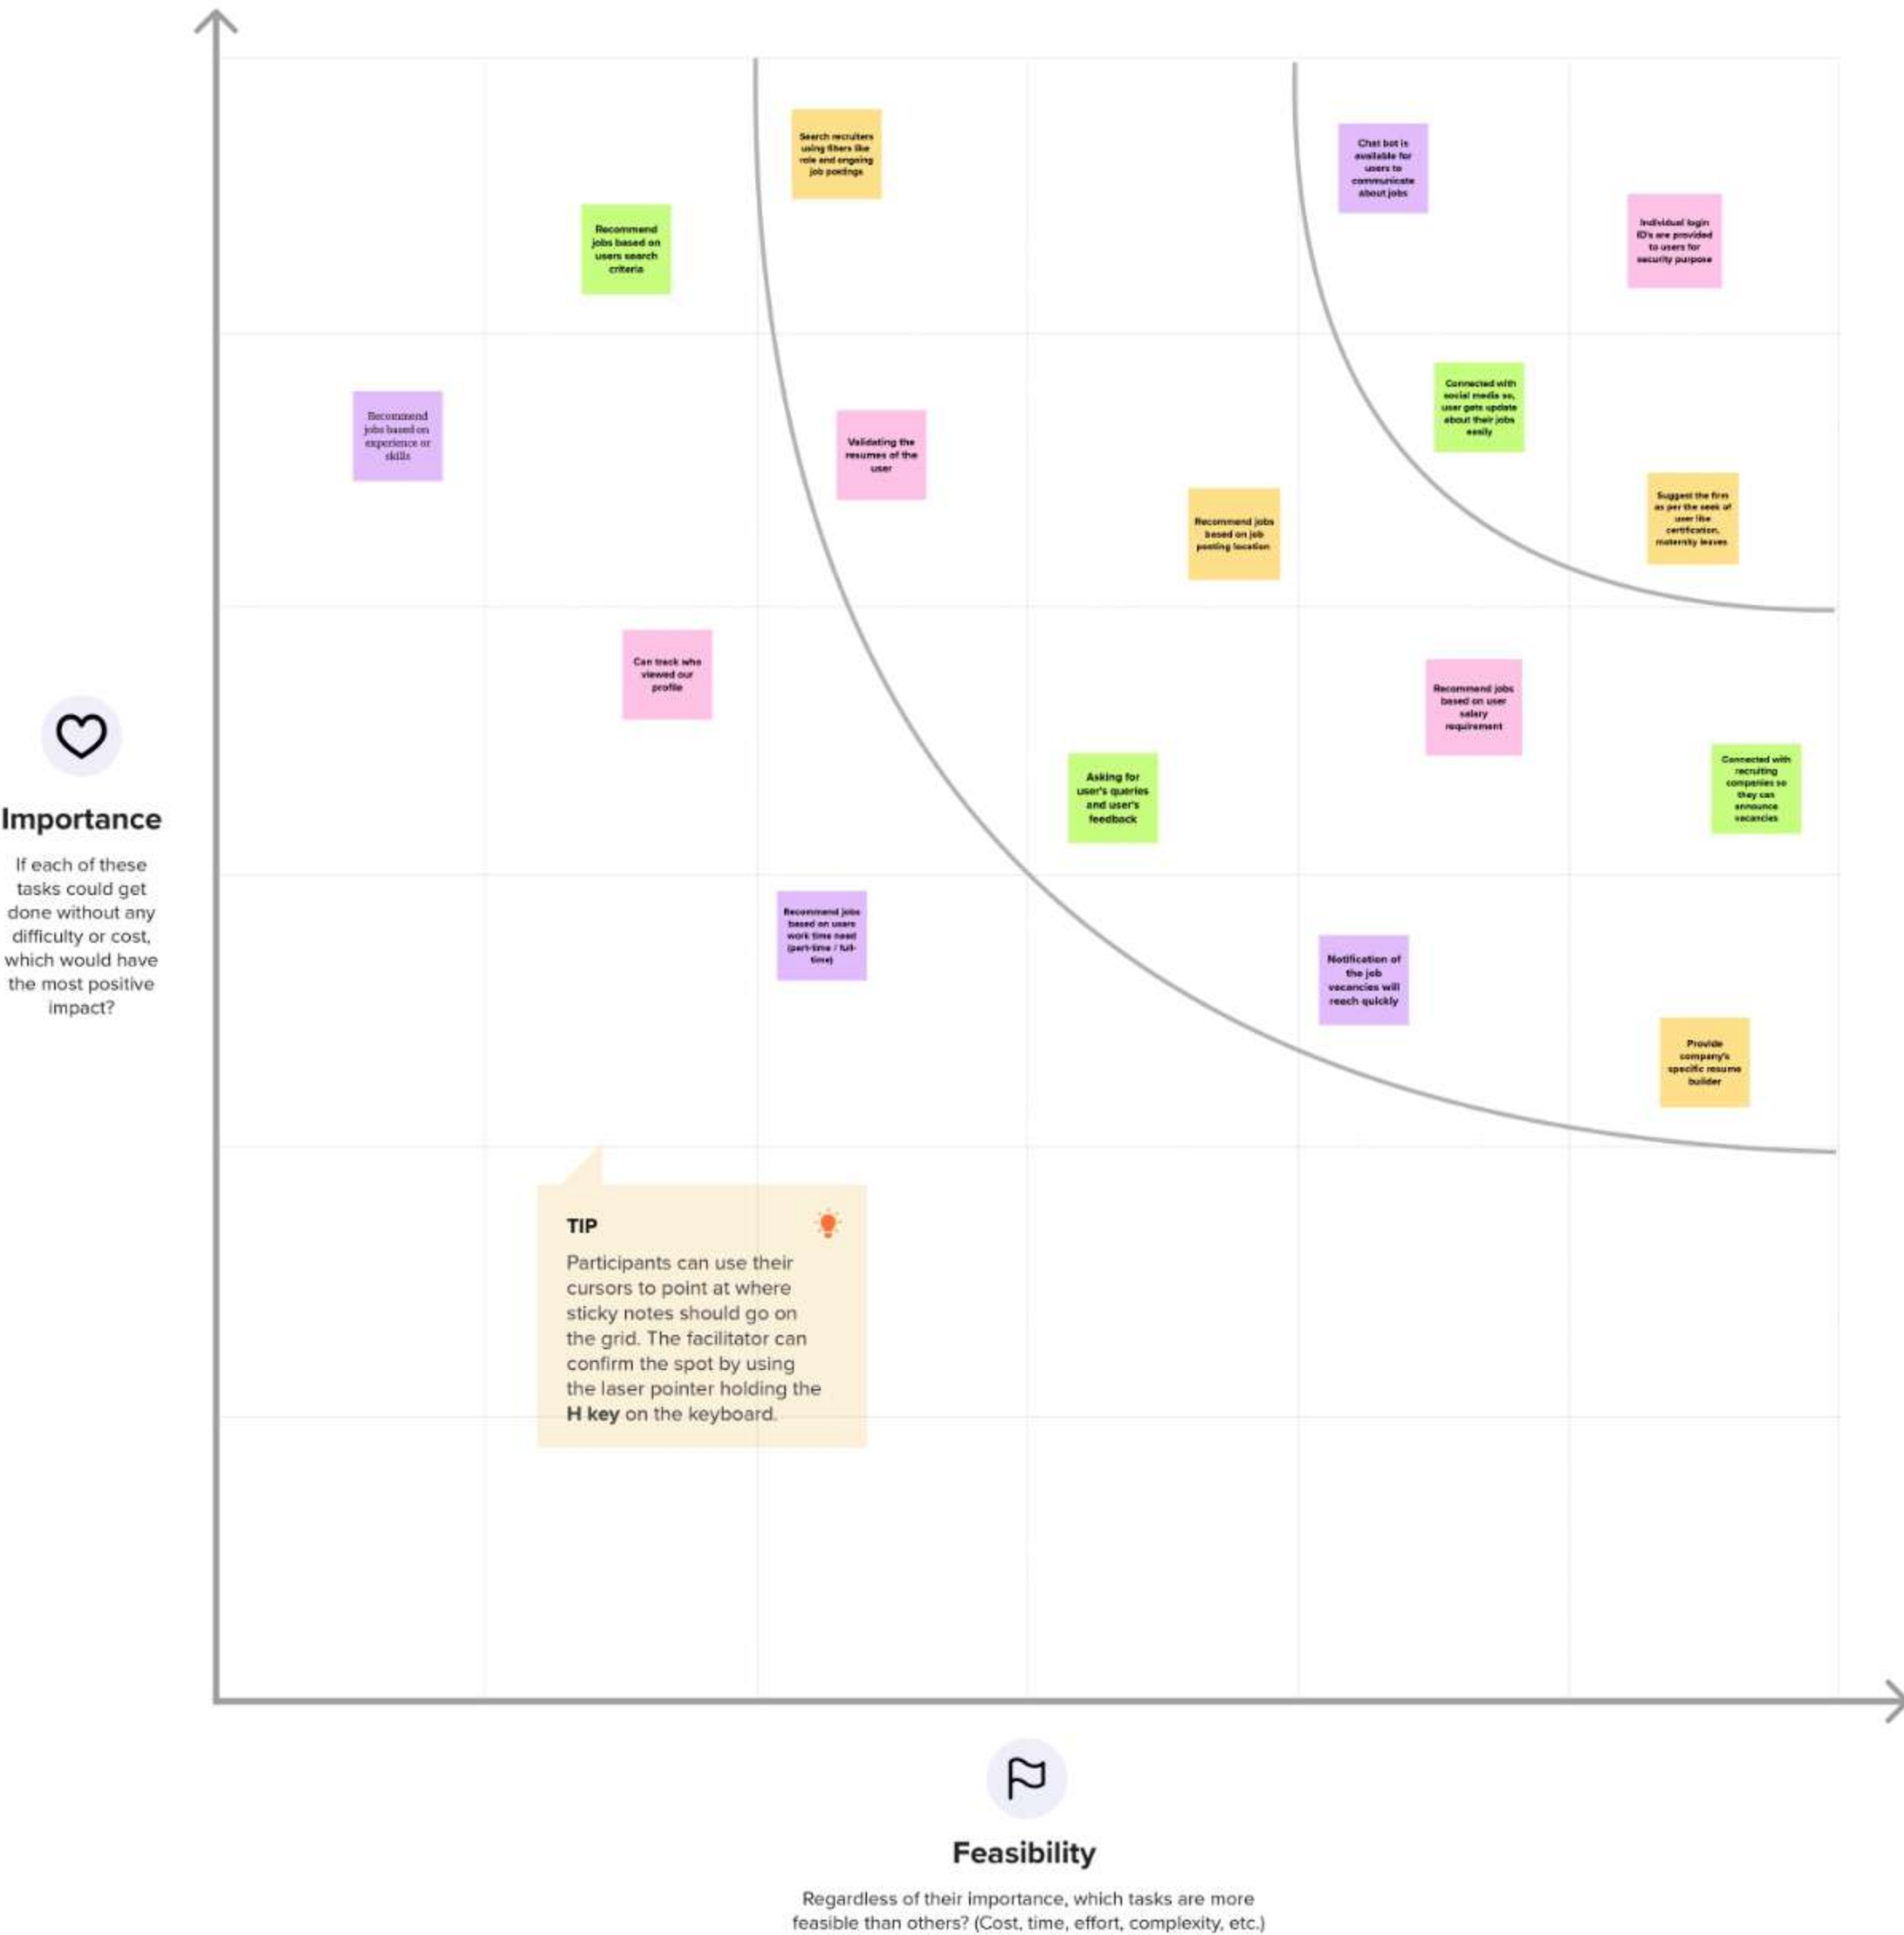 Search recruiters
using filters like
role and ongoing
job postings
Chat bot is
available for
users to
communicate
about jobs
Individual login
ID's are provided
to users for
security purpose
Recommend
jobs based on
users search
criteria
Connected with
social media so,
user gets update
about their jobs
easily
Recommend
jobs based on
experience or
skills
Validating the
resumes of the
user
Recommend jobs
based on job
posting location
Suggest the firm
as per the seek of
user like
certification,
maternity leaves
Can track who
viewed our
profile
Recommend jobs
based on user
salary
requirement
Asking for
user's queries
and user's
feedback
Connected with
recruiting
companies so
they can
announce
vacancies
Importance
If each of these
tasks could get
done without any
difficulty or cost,
which would have
the most positive
impact?
Recommend jobs
based on users
work time need
(part-time / full-
time)
Notification of
the job
vacancies will
reach quickly
Provide
company's
specific resume
builder
TIP
Participants can use their
cursors to point at where
sticky notes should go on
the grid. The facilitator can
confirm the spot by using
the laser pointer holding the
H key on the keyboard.
Feasibility
Regardless of their importance, which tasks are more
feasible than others? (Cost, time, effort, complexity, etc.)